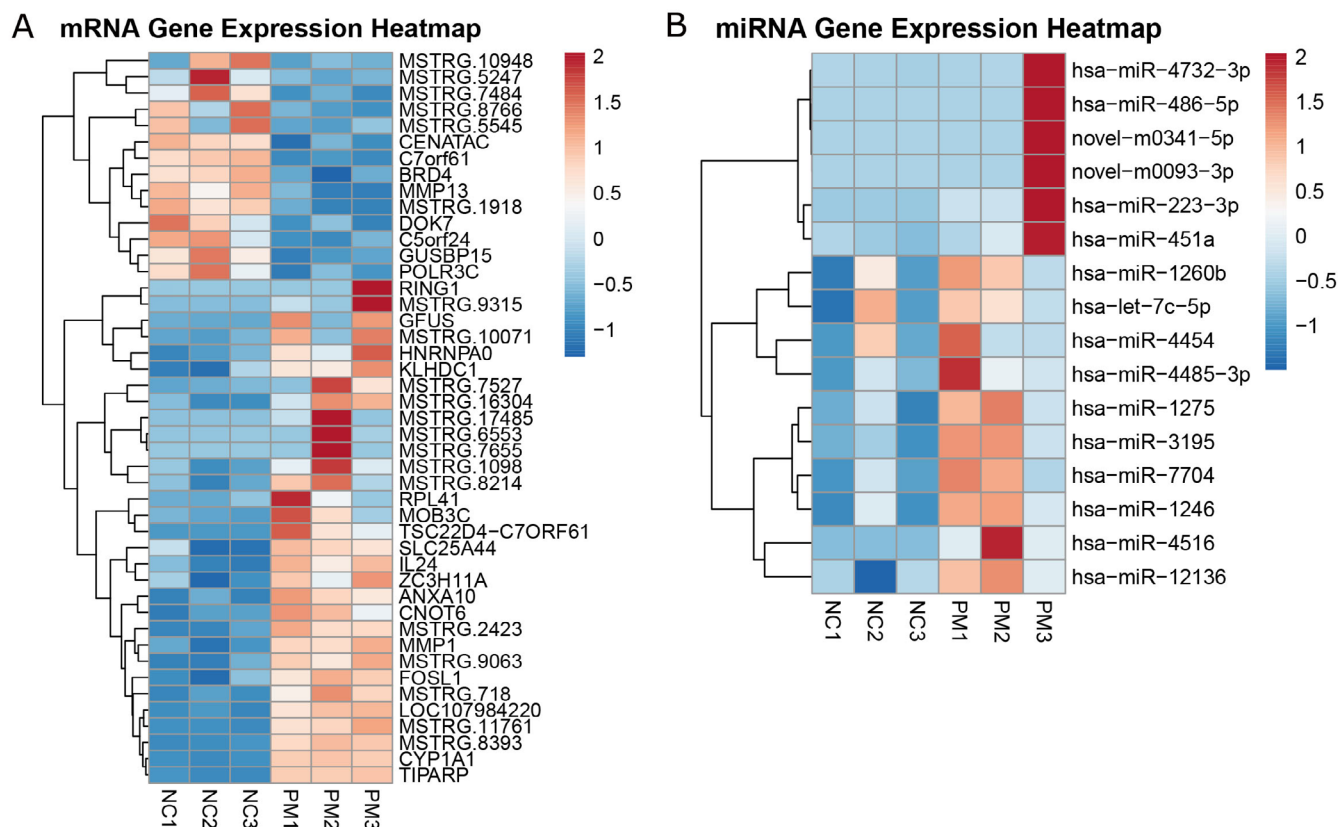 A mRNA Gene Expression Heatmap
MSTRG.10948
MSTRG.5247
MSTRG.7484
MSTRG.8766
MSTRG.5545
CENATAC
C7orf61
BRD4
MMP13
MSTRG.1918
DOK7
C5orf24
GUSBP15
POLR3C
RING1
MSTRG.9315
GFUS
MSTRG.10071
HNRNPA0
KLHDC1
MSTRG.7527
MSTRG.16304
MSTRG.17485
MSTRG.6553
MSTRG.7655
MSTRG.1098
MSTRG.8214
RPL41
MOB3C
TSC22D4−C7ORF61
SLC25A44
IL24
ZC3H11A
ANXA10
CNOT6
MSTRG.2423
MMP1
MSTRG.9063
FOSL1
MSTRG.718
LOC107984220
MSTRG.11761
MSTRG.8393
CYP1A1
TIPARP
NC1 NC2 NC3 PM1 PM2 PM3
2
1.5
1
0.5
0
−0.5
−1
B miRNA Gene Expression Heatmap
hsa−miR−4732−3p
hsa−miR−486−5p
novel−m0341−5p
novel−m0093−3p
hsa−miR−223−3p
hsa−miR−451a
hsa−miR−1260b
hsa−let−7c−5p
hsa−miR−4454
hsa−miR−4485−3p
hsa−miR−1275
hsa−miR−3195
hsa−miR−7704
hsa−miR−1246
hsa−miR−4516
hsa−miR−12136
NC1 NC2 NC3 PM1 PM2 PM3
2
1.5
1
0.5
0
−0.5
−1